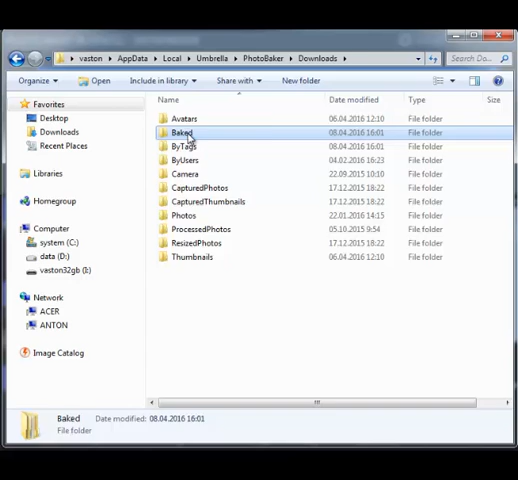 vaston ▸ AppData ▸ Local ▸ Umbrella ▸ PhotoBaker ▸ Downloads ▸ Search Do...
Organize Open Include in library Share with New folder
Name Date modified Type Size
Favorites
Desktop
Downloads
Recent Places
Libraries
Homegroup
Computer
system (C:)
data (D:)
vaston32gb (I:)
Network
ACER
ANTON
Image Catalog
Avatars 06.04.2016 12:10 File folder
Baked 08.04.2016 16:01 File folder
ByTags 08.04.2016 16:01 File folder
ByUsers 04.02.2016 16:23 File folder
Camera 22.09.2015 10:10 File folder
CapturedPhotos 17.12.2015 18:22 File folder
CapturedThumbnails 17.12.2015 18:22 File folder
Photos 22.01.2016 14:15 File folder
ProcessedPhotos 05.10.2015 9:54 File folder
ResizedPhotos 17.12.2015 18:22 File folder
Thumbnails 06.04.2016 12:10 File folder
Baked Date modified: 08.04.2016 16:01
File folder